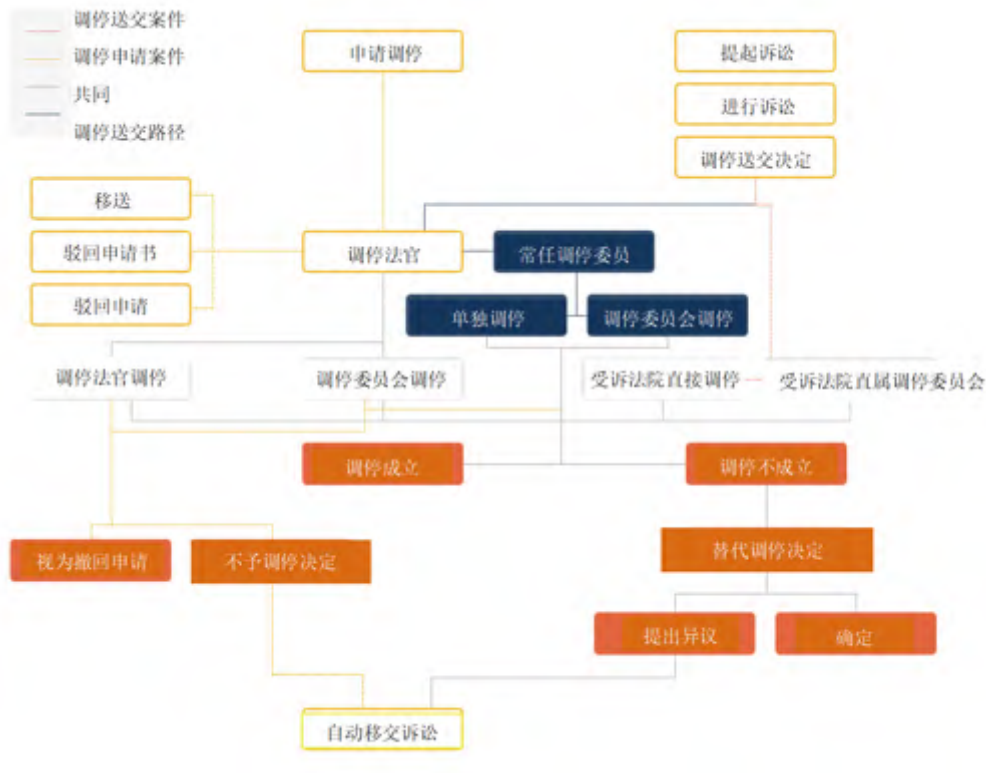 调停送交案件
调停申请案件
共同
调停送交路径
申请调停
提起诉讼
进行诉讼
调停送交决定
移送
驳回申请书
驳回申请
调停法官
常任调停委员
单独调停
调停委员会调停
调停法官调停
调停委员会调停
受诉法院直接调停
受诉法院直属调停委员会
调停成立
调停不成立
视为撤回申请
不予调停决定
替代调停决定
提出异议
确定
自动移交诉讼